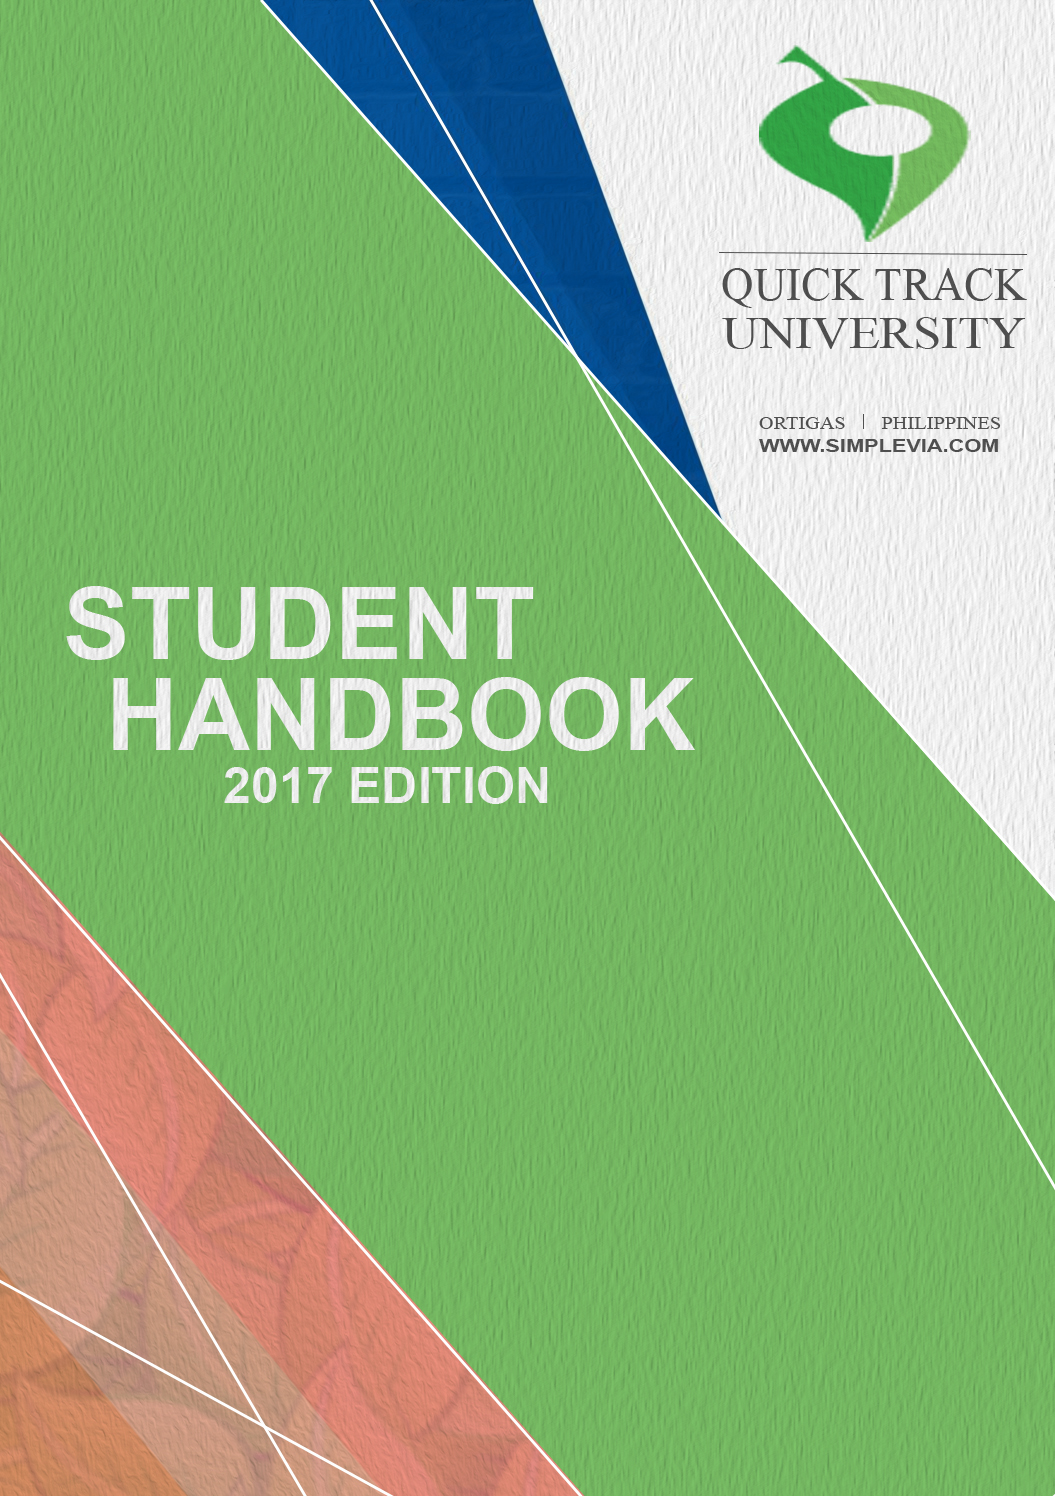 QUICK TRACK
UNIVERSITY
ORTIGAS | PHILIPPINES
WWW.SIMPLEVIA.COM
STUDENT
HANDBOOK
2017 EDITION